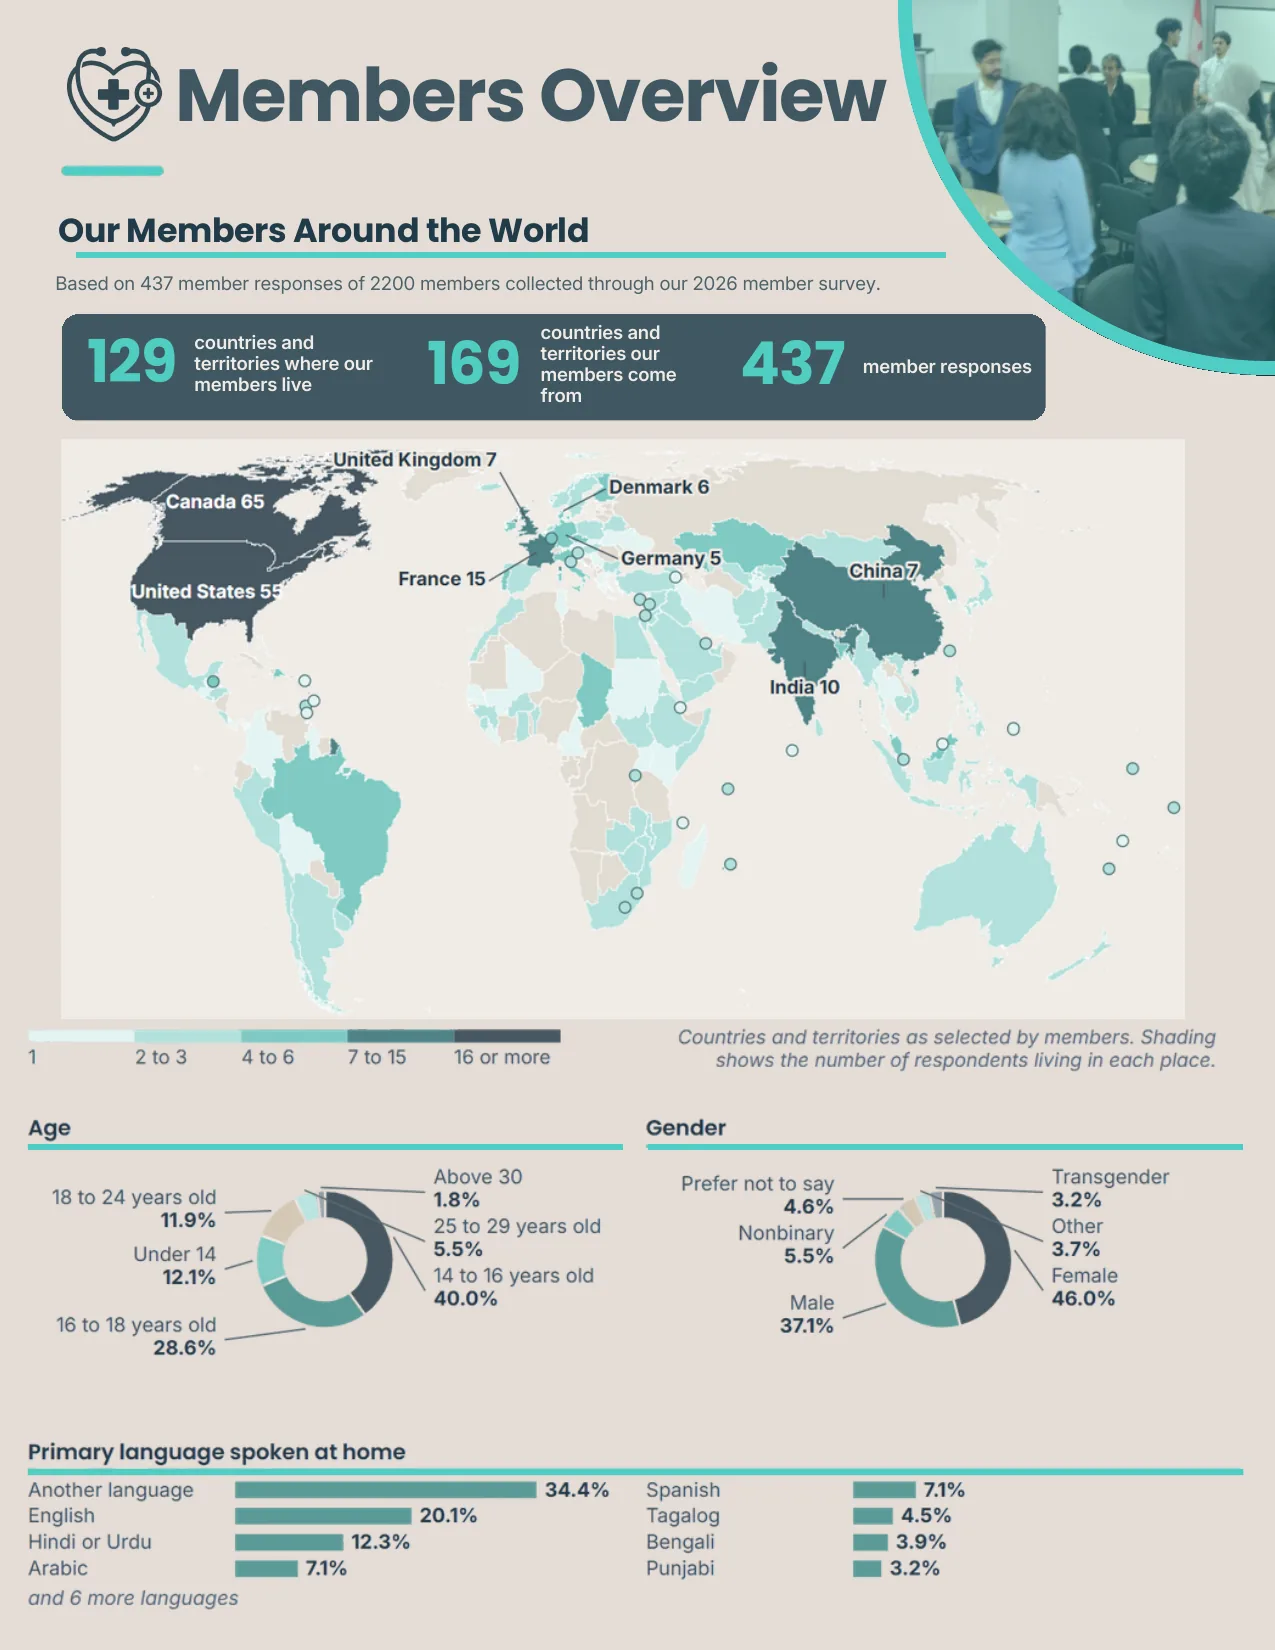 Members Overview
Our Members Around the World
Based on 437 member responses of 2200 members collected through our 2026 member survey.
129
countries and
territories where our
members live
169
countries and
territories our
members come
from
437
member responses
United Kingdom 7
Canada 65
Denmark 6
Germany 5
France 15
China 7
United States 55
India 10
1
2 to 3
4 to 6
7 to 15
16 or more
Countries and territories as selected by members. Shading
shows the number of respondents living in each place.
Age
18 to 24 years old
11.9%
Under 14
12.1%
16 to 18 years old
28.6%
Above 30
1.8%
25 to 29 years old
5.5%
14 to 16 years old
40.0%
Gender
Prefer not to say
4.6%
Nonbinary
5.5%
Male
37.1%
Transgender
3.2%
Other
3.7%
Female
46.0%
Primary language spoken at home
Another language 34.4%
English 20.1%
Hindi or Urdu 12.3%
Arabic 7.1%
and 6 more languages
Spanish 7.1%
Tagalog 4.5%
Bengali 3.9%
Punjabi 3.2%